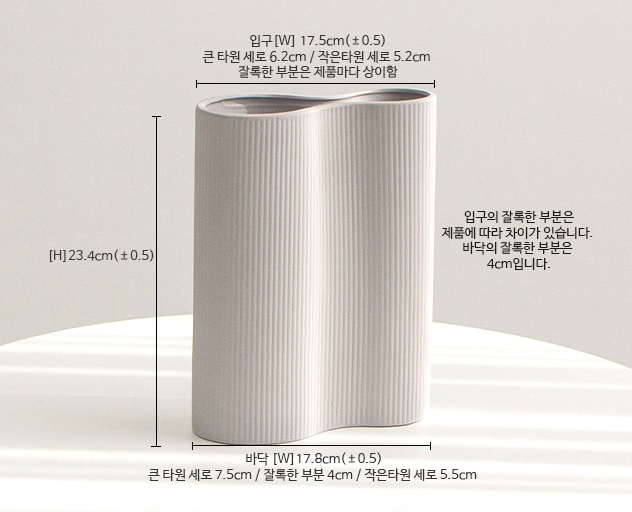 입구[W] 17.5cm(±0.5)
큰 타원 세로 6.2cm / 작은타원 세로 5.2cm
잘록한 부분은 제품마다 상이함
[H]23.4cm(±0.5)
입구의 잘록한 부분은
제품에 따라 차이가 있습니다.
바닥의 잘록한 부분은
4cm입니다.
바닥 [W]17.8cm(±0.5)
큰 타원 세로 7.5cm / 잘록한 부분 4cm / 작은타원 세로 5.5cm